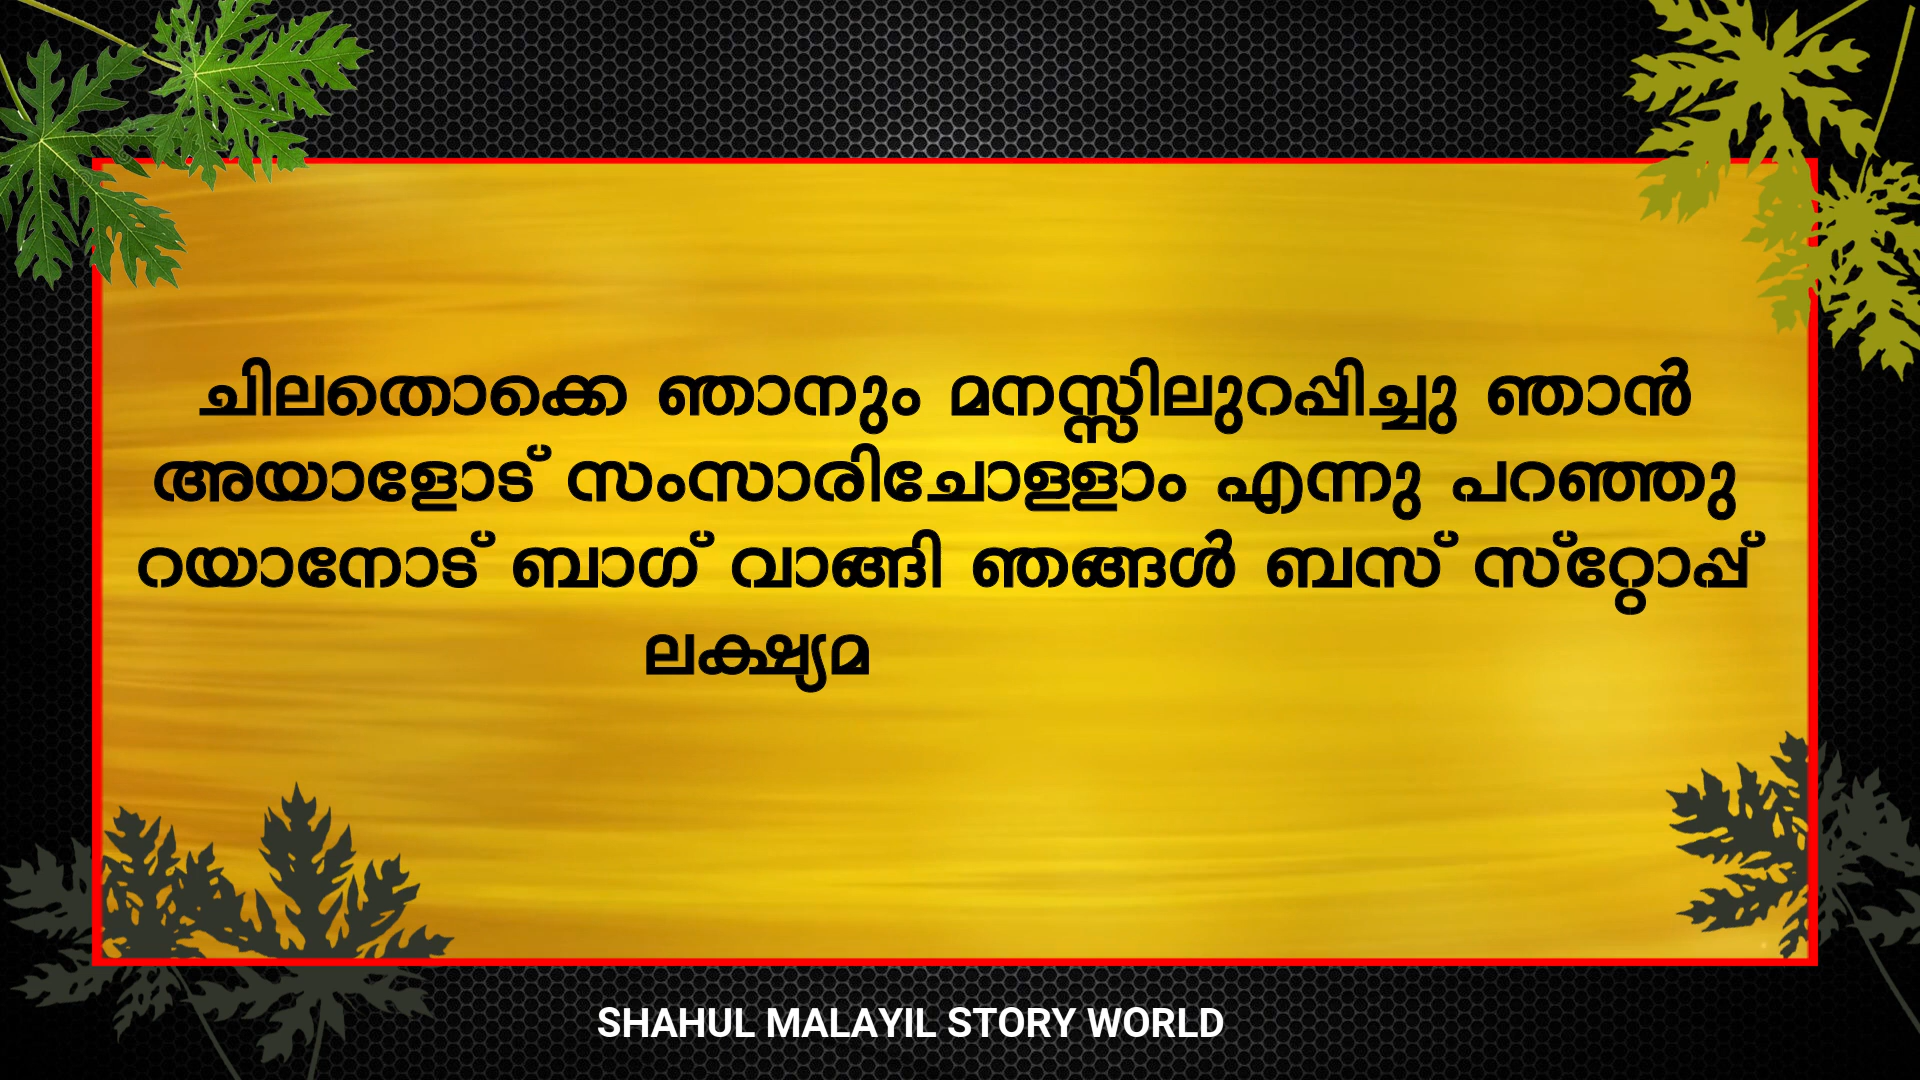 ചിലതൊക്കെ ഞാനും മനസ്സിലുറപ്പിച്ചു ഞാൻ
അയാളോട് സംസാരിചോളളാം എന്നു പറഞ്ഞു
റയാനോട് ബാഗ് വാങ്ങി ഞങ്ങൾ ബസ് സ്റ്റോപ്പ്
ലക്ഷ്യമ
SHAHUL MALAYIL STORY WORLD